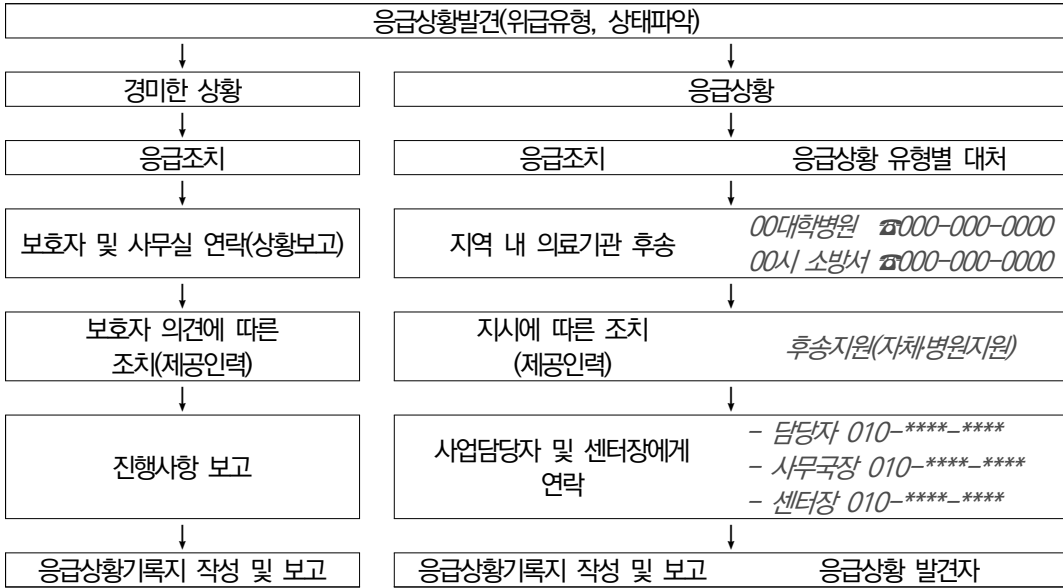 응급상황발견(위급유형, 상태파악)
경미한 상황
응급상황
응급조치
응급조치 응급상황 유형별 대처
보호자 및 사무실 연락(상황보고)
지역 내 의료기관 후송
00대학병원 ☎000-000-0000
00시 소방서 ☎000-000-0000
보호자 의견에 따른
조치(제공인력)
지시에 따른 조치
(제공인력)
후송지원(자체·병원지원)
진행사항 보고
사업담당자 및 센터장에게
연락
- 담당자 010-****-****
- 사무국장 010-****-****
- 센터장 010-****-****
응급상황기록지 작성 및 보고
응급상황기록지 작성 및 보고 응급상황 발견자